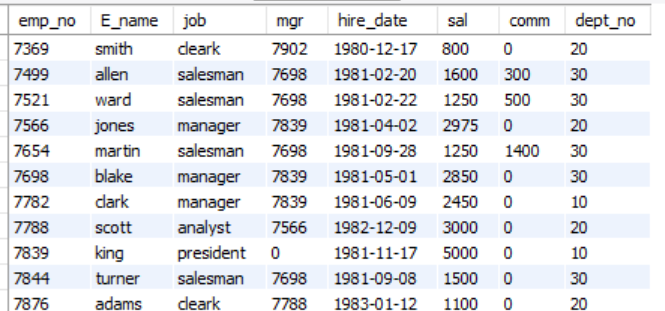 emp_no E_name job mgr hire_date sal comm dept_no
7369 smith cleark 7902 1980-12-17 800 0 20
7499 allen salesman 7698 1981-02-20 1600 300 30
7521 ward salesman 7698 1981-02-22 1250 500 30
7566 jones manager 7839 1981-04-02 2975 0 20
7654 martin salesman 7698 1981-09-28 1250 1400 30
7698 blake manager 7839 1981-05-01 2850 0 30
7782 clark manager 7839 1981-06-09 2450 0 10
7788 scott analyst 7566 1982-12-09 3000 0 20
7839 king president 0 1981-11-17 5000 0 10
7844 turner salesman 7698 1981-09-08 1500 0 30
7876 adams cleark 7788 1983-01-12 1100 0 20